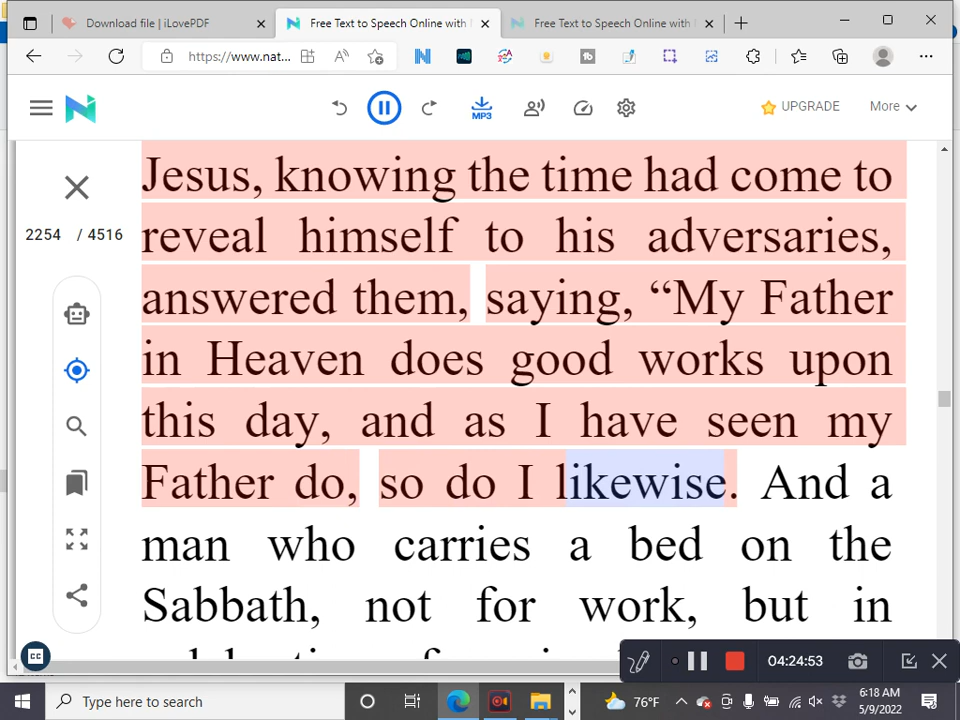 Download file | iLovePDF
Free Text to Speech Online with
Free Text to Speech Online with
https://www.nat...
UPGRADE
More
MP3
2254 / 4516
Jesus, knowing the time had come to
reveal himself to his adversaries,
answered them, saying, “My Father
in Heaven does good works upon
this day, and as I have seen my
Father do, so do I likewise. And a
man who carries a bed on the
Sabbath, not for work, but in
CC
04:24:53
Type here to search
76°F
6:18 AM
5/9/2022